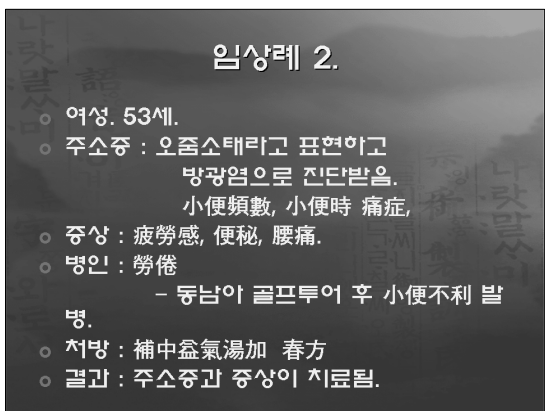 임상례 2.
여성. 53세.
주소증 : 오줌소태라고 표현하고
방광염으로 진단받음.
小便頻數, 小便時 痛症,
증상 : 疲勞感, 便秘, 腰痛.
병인 : 勞倦
- 동남아 골프투어 후 小便不利 발
병.
처방 : 補中益氣湯加 春方
결과 : 주소증과 증상이 치료됨.